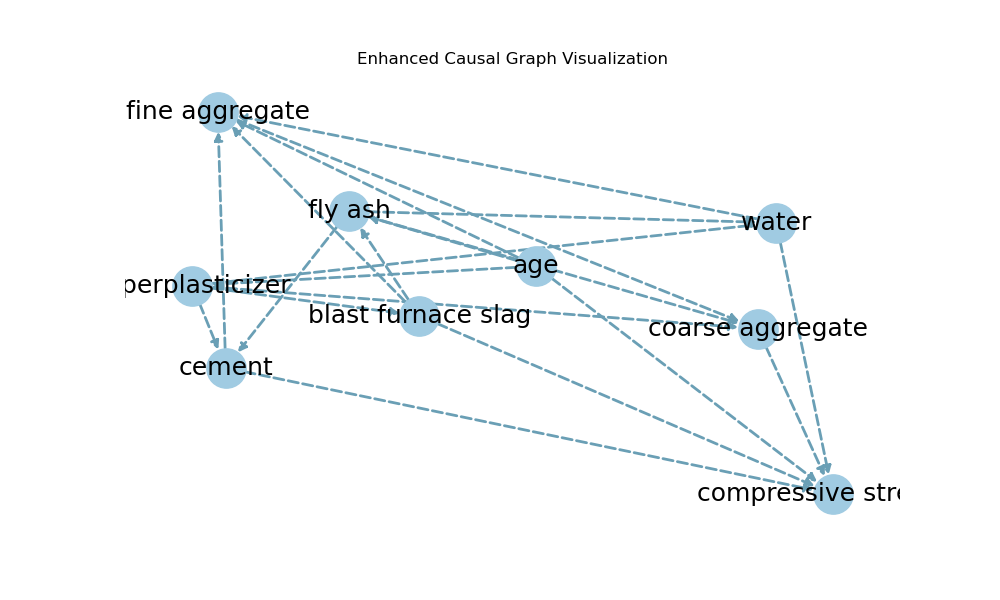 Enhanced Causal Graph Visualization
fine aggregate
fly ash
water
age
perplasticizer
blast furnace slag
coarse aggregate
cement
compressive stre